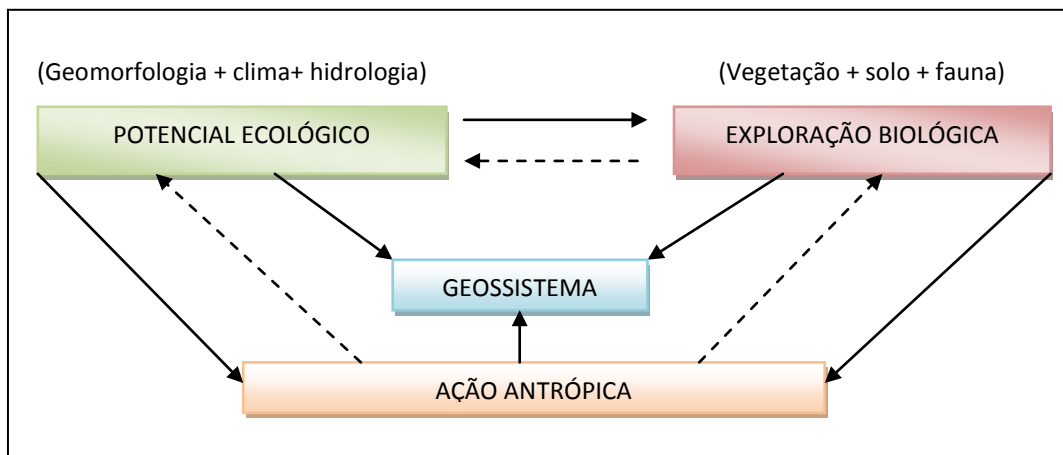 (Geomorfologia + clima+ hidrologia)
(Vegetação + solo + fauna)
POTENCIAL ECOLÓGICO
EXPLORAÇÃO BIOLÓGICA
GEOSSISTEMA
AÇÃO ANTRÓPICA